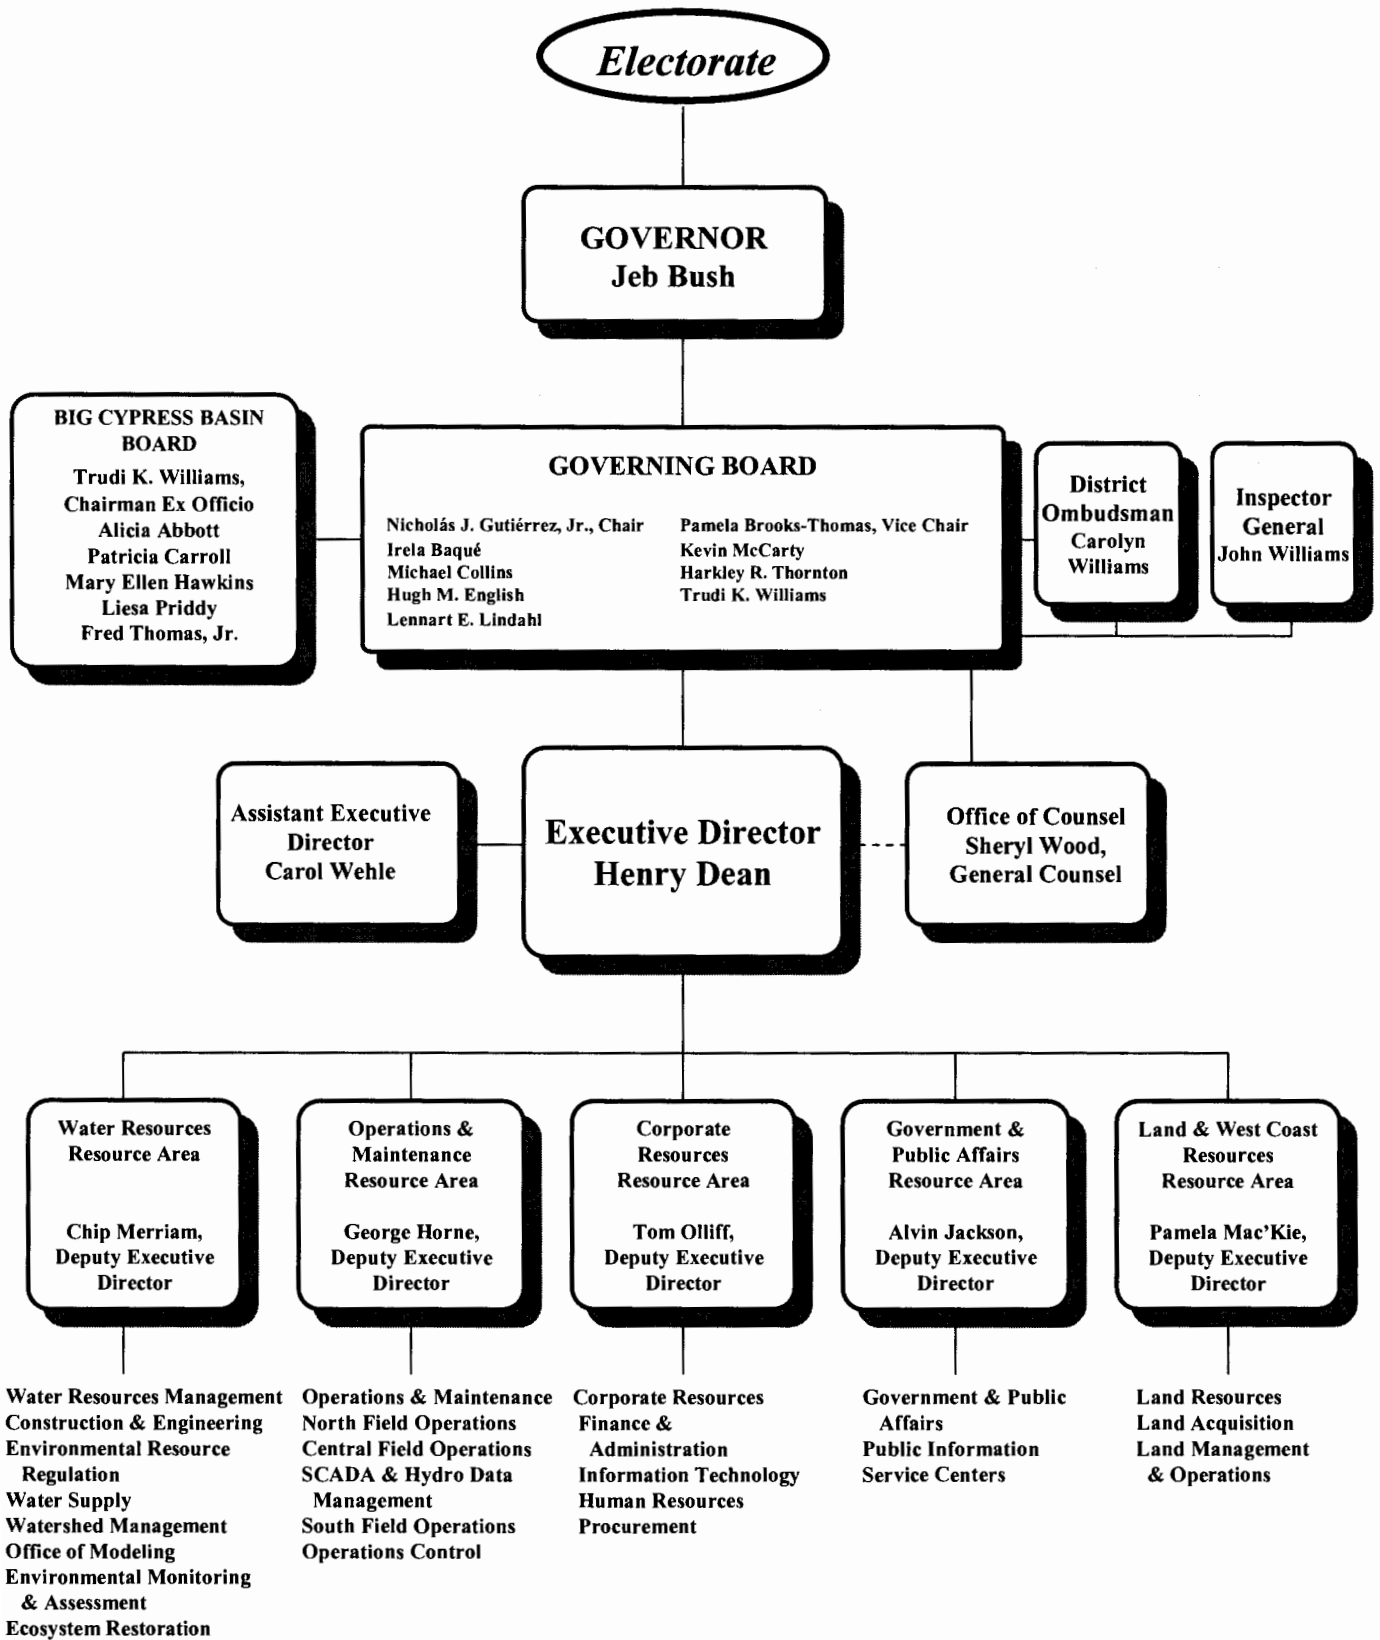 Electorate
GOVERNOR
Jeb Bush
BIG CYPRESS BASIN
BOARD
Trudi K. Williams,
Chairman Ex Officio
Alicia Abbott
Patricia Carroll
Mary Ellen Hawkins
Liesa Priddy
Fred Thomas, Jr.
GOVERNING BOARD
Nicholás J. Gutiérrez, Jr., Chair
Irela Baqué
Michael Collins
Hugh M. English
Lennart E. Lindahl
Pamela Brooks-Thomas, Vice Chair
Kevin McCarty
Harkley R. Thornton
Trudi K. Williams
District
Ombudsman
Carolyn
Williams
Inspector
General
John Williams
Assistant Executive
Director
Carol Wehle
Executive Director
Henry Dean
Office of Counsel
Sheryl Wood,
General Counsel
Water Resources
Resource Area
Chip Merriam,
Deputy Executive
Director
Operations &
Maintenance
Resource Area
George Horne,
Deputy Executive
Director
Corporate
Resources
Resource Area
Tom Olliff,
Deputy Executive
Director
Government &
Public Affairs
Resource Area
Alvin Jackson,
Deputy Executive
Director
Land & West Coast
Resources
Resource Area
Pamela Mac'Kie,
Deputy Executive
Director
Water Resources Management
Construction & Engineering
Environmental Resource
Regulation
Water Supply
Watershed Management
Office of Modeling
Environmental Monitoring
& Assessment
Ecosystem Restoration
Operations & Maintenance
North Field Operations
Central Field Operations
SCADA & Hydro Data
Management
South Field Operations
Operations Control
Corporate Resources
Finance &
Administration
Information Technology
Human Resources
Procurement
Government & Public
Affairs
Public Information
Service Centers
Land Resources
Land Acquisition
Land Management
& Operations